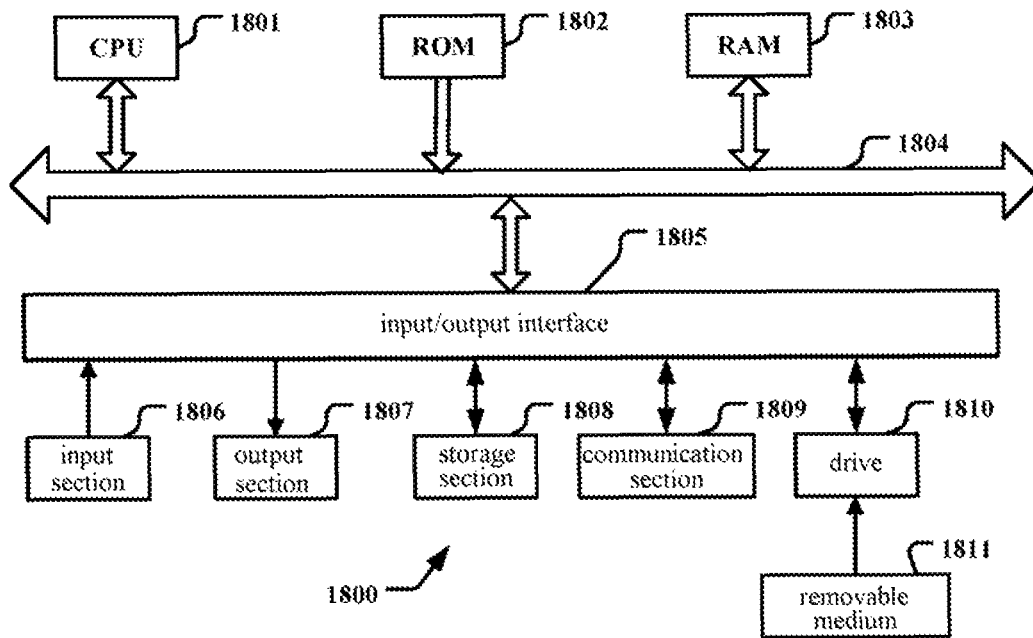 CPU
1801
ROM
1802
RAM
1803
1804
1805
input/output interface
1806
1807
1808
1809
1810
input
section
output
section
storage
section
communication
section
drive
1800
1811
removable
medium